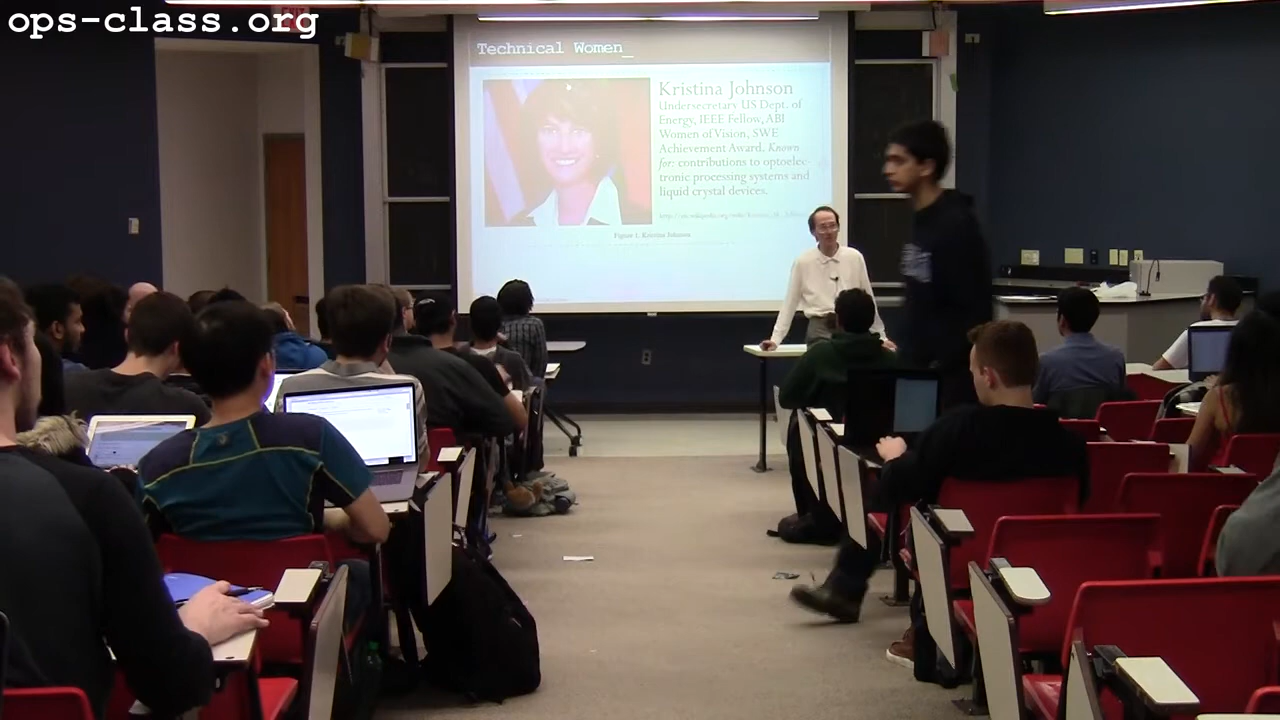 ops-class.org
EXIT
Technical Women_
Kristina Johnson
Undersecretary US Dept. of
Energy, IEEE Fellow, ABI
Women of Vision, SWE
Achievement Award. Known
for: contributions to optoelec-
tronic processing systems and
liquid crystal devices.
Figure 1. Kristina Johnson